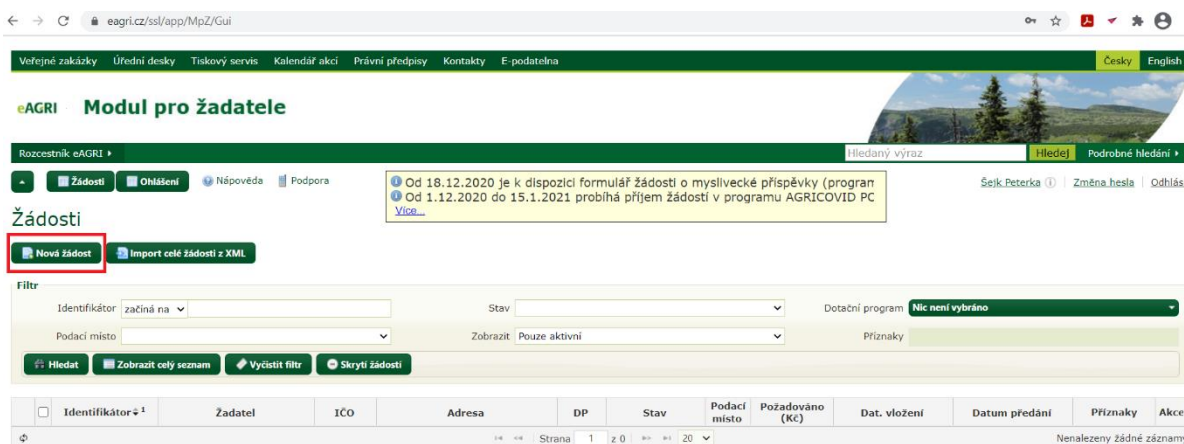 eagri.cz/ssl/app/MpZ/Gui
Veřejné zakázky Úřední desky Tiskový servis Kalendář akcí Právní předpisy Kontakty E-podatelna Česky English
eAGRI Modul pro žadatele
Rozcestník eAGRI Hledaný výraz Hledej Podrobné hledání
Žádosti Ohlášení Nápověda Podpora
Od 18.12.2020 je k dispozici formulář žádosti o myslivecké příspěvky (program
Od 1.12.2020 do 15.1.2021 probíhá příjem žádostí v programu AGRICOVID PO
Více...
Šejk Peterka Změna hesla Odhlás
Žádosti
Nová žádost Import celé žádosti z XML
Filtr
Identifikátor začíná na Stav Dotační program Nic není vybráno
Podací místo Zobrazit Pouze aktivní Příznaky
Hledat Zobrazit celý seznam Vyčistit filtr Skrytí žádostí
Identifikátor 1 Žadatel IČO Adresa DP Stav Podací místo Požadováno (Kč) Dat. vložení Datum předání Příznaky Akce
Strana 1 z 0 20 Nenalezeny žádné záznamy